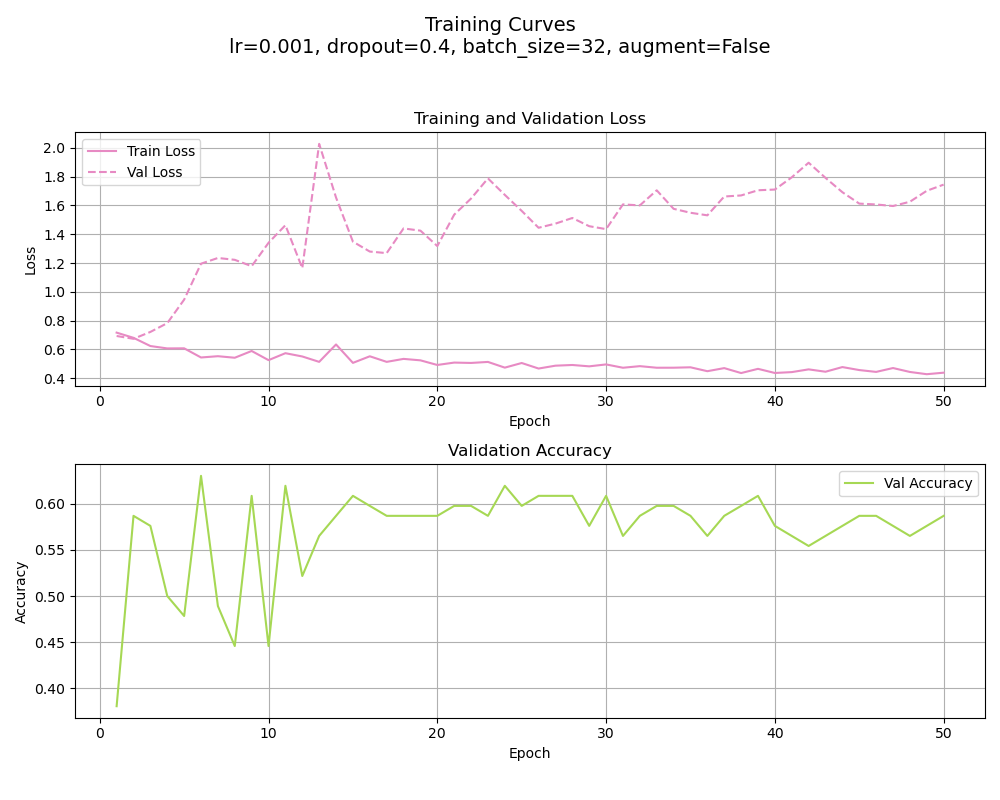 Training Curves
lr=0.001, dropout=0.4, batch_size=32, augment=False
Training and Validation Loss
Train Loss
Val Loss
2.0
1.8
1.6
1.4
1.2
1.0
0.8
0.6
0.4
Loss
0 10 20 30 40 50
Epoch
Validation Accuracy
Val Accuracy
0.60
0.55
0.50
0.45
0.40
Accuracy
0 10 20 30 40 50
Epoch